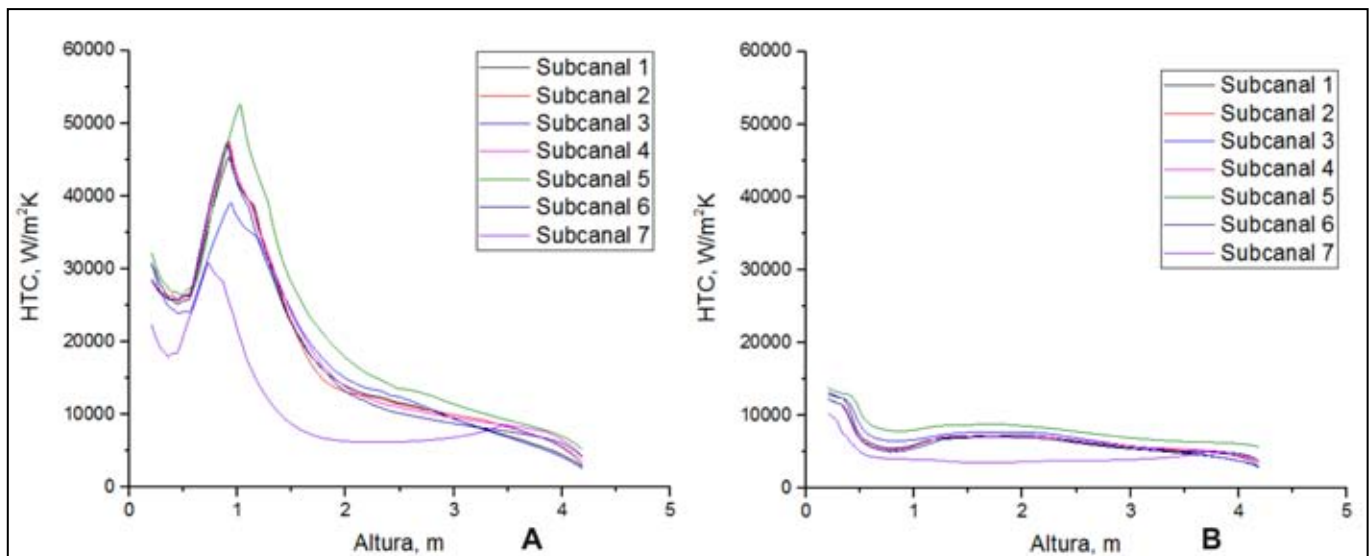 60000
50000
40000
30000
20000
10000
0
HTC, W/m²K
0 1 2 3 4 5
Altura, m
A
Subcanal 1
Subcanal 2
Subcanal 3
Subcanal 4
Subcanal 5
Subcanal 6
Subcanal 7
60000
50000
40000
30000
20000
10000
0
HTC, W/m²K
0 1 2 3 4 5
Altura, m
B
Subcanal 1
Subcanal 2
Subcanal 3
Subcanal 4
Subcanal 5
Subcanal 6
Subcanal 7